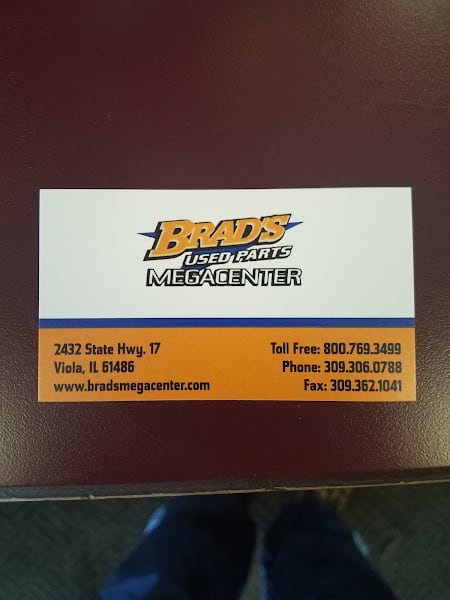 BRAD'S
USED PARTS
MEGACENTER
2432 State Hwy. 17
Viola, IL 61486
www.bradsmegacenter.com
Toll Free: 800.769.3499
Phone: 309.306.0788
Fax: 309.362.1041